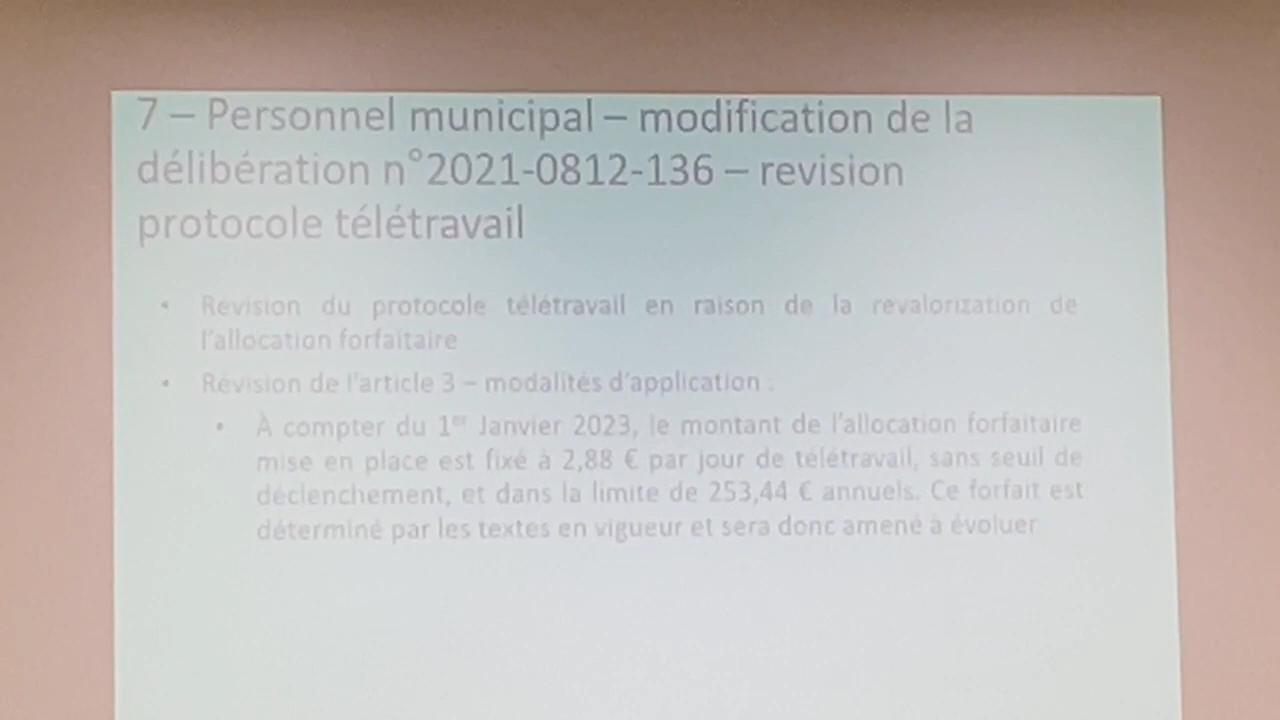 7 – Personnel municipal – modification de la
délibération n°2021-0812-136 – revision
protocole télétravail
• Révision du protocole télétravail en raison de la revalorization de
l'allocation forfaitaire
• Révision de l'article 3 – modalités d'application :
• À compter du 1er Janvier 2023, le montant de l'allocation forfaitaire
mise en place est fixé à 2,88 € par jour de télétravail, sans seuil de
déclenchement, et dans la limite de 253,44 € annuels. Ce forfait est
déterminé par les textes en vigueur et sera donc amené à évoluer